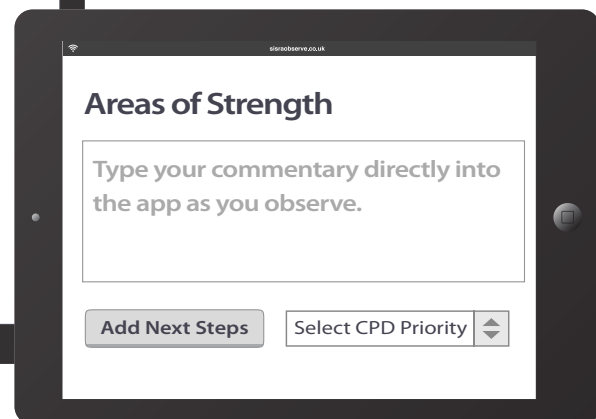 sisraobserve.co.uk
Areas of Strength
Type your commentary directly into
the app as you observe.
Add Next Steps
Select CPD Priority